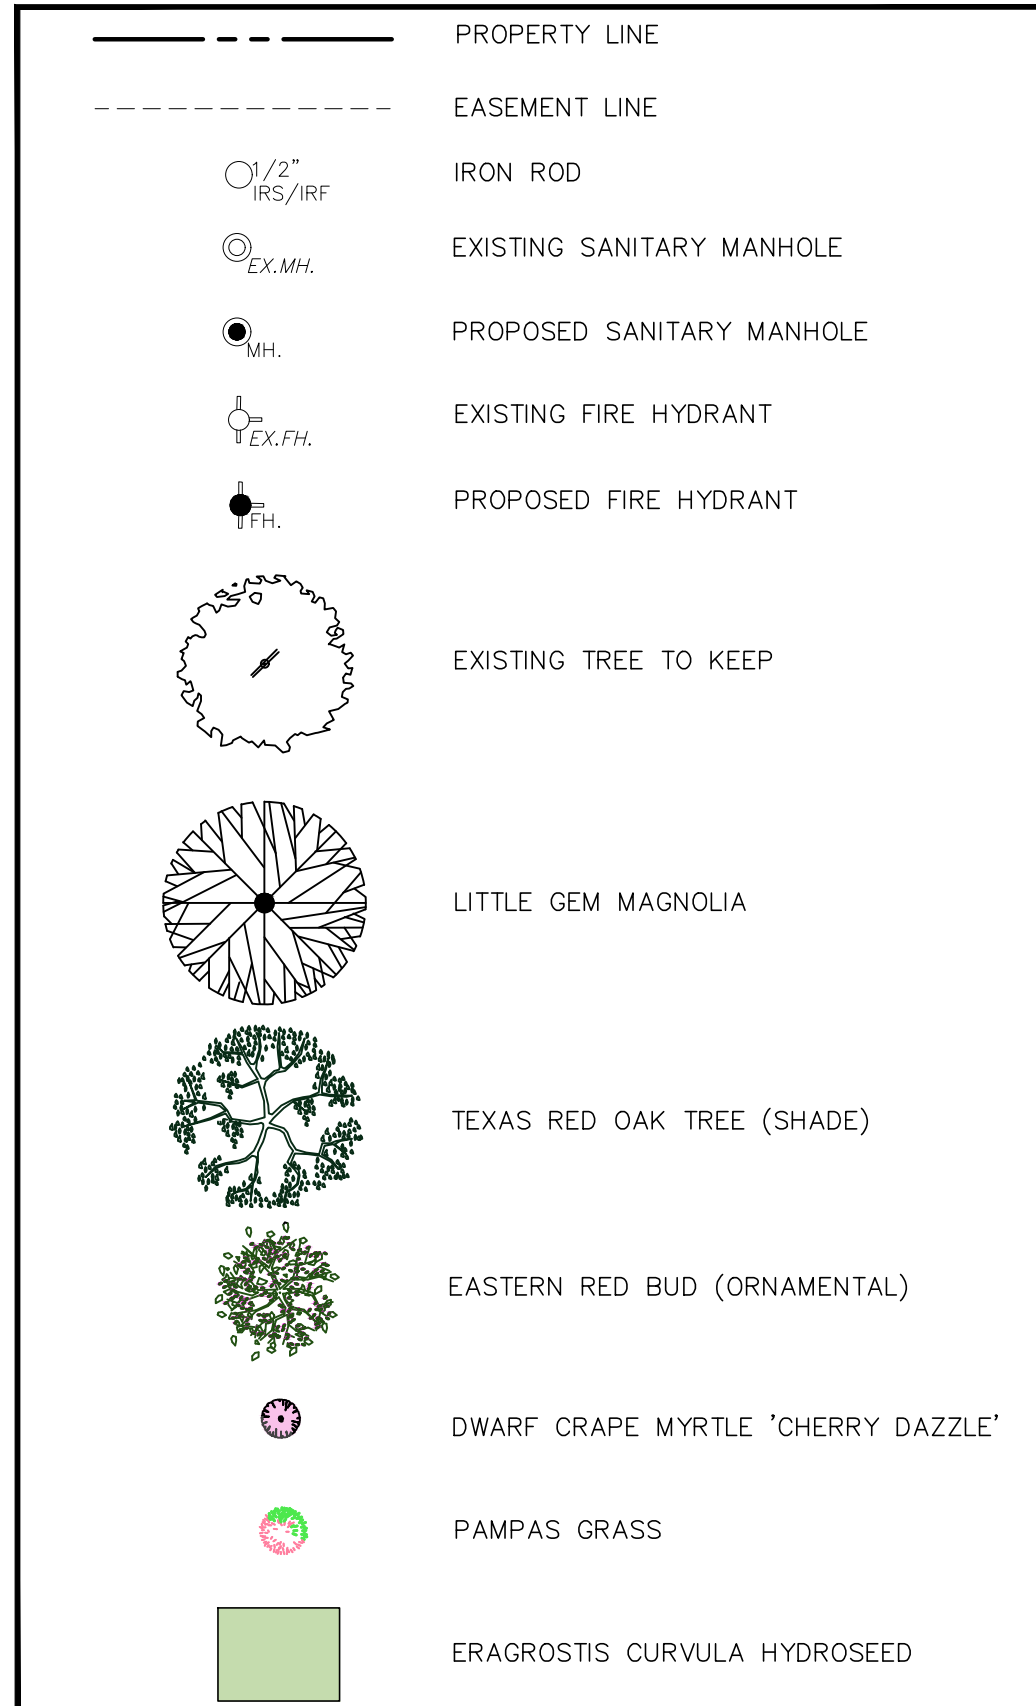 PROPERTY LINE
EASEMENT LINE
1/2"
IRS/IRF
IRON ROD
EX.MH.
EXISTING SANITARY MANHOLE
MH.
PROPOSED SANITARY MANHOLE
EX.FH.
EXISTING FIRE HYDRANT
FH.
PROPOSED FIRE HYDRANT
EXISTING TREE TO KEEP
LITTLE GEM MAGNOLIA
TEXAS RED OAK TREE (SHADE)
EASTERN RED BUD (ORNAMENTAL)
DWARF CRAPE MYRTLE 'CHERRY DAZZLE'
PAMPAS GRASS
ERAGROSTIS CURVULA HYDROSEED